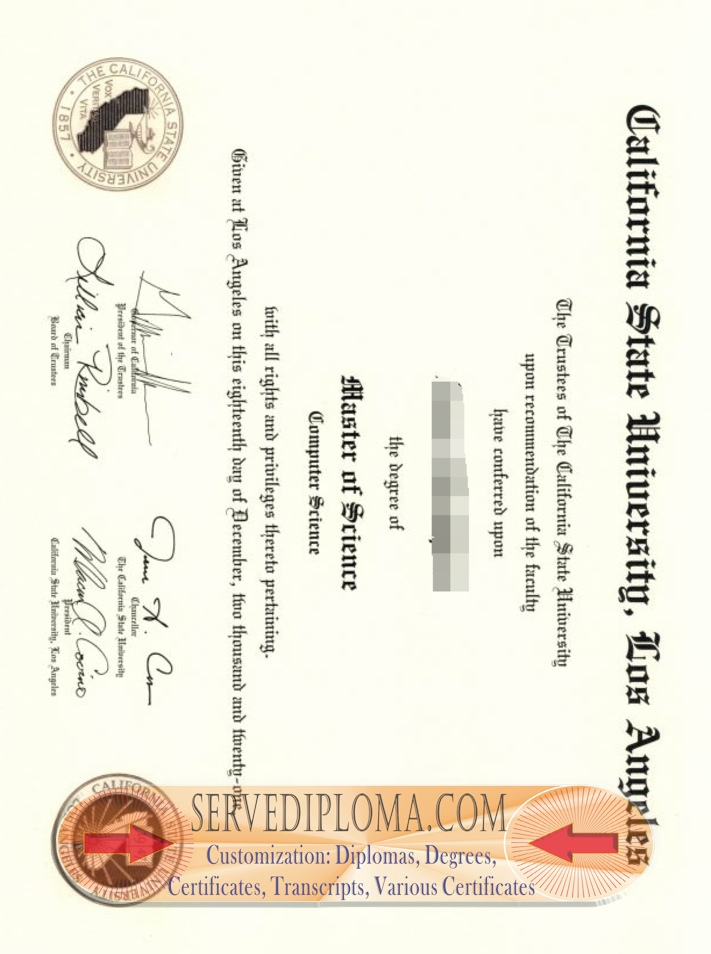 California State University, Los Angeles
The Trustees of The California State University
upon recommendation of the faculty
have conferred upon
the degree of
Master of Science
Computer Science
with all rights and privileges thereto pertaining.
Given at Los Angeles on this eighteenth day of December, two thousand and twenty-one
Governor of California
President of the Trustees
Chancellor
The California State University
Chairman
Board of Trustees
President
California State University, Los Angeles
THE CALIFORNIA STATE UNIVERSITY
1857
VOX
VERITAS
VITA
CALIFORNIA
SERVEDIPLOMA.COM
Customization: Diplomas, Degrees,
Certificates, Transcripts, Various Certificates